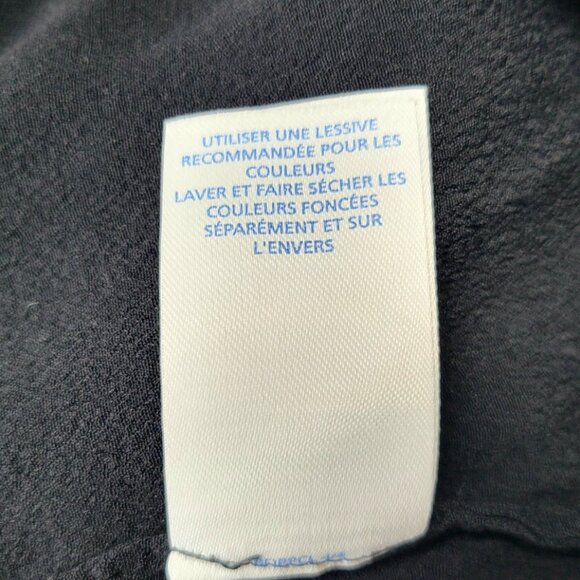 UTILISER UNE LESSIVE
RECOMMANDÉE POUR LES
COULEURS
LAVER ET FAIRE SÉCHER LES
COULEURS FONCÉES
SÉPARÉMENT ET SUR
L'ENVERS